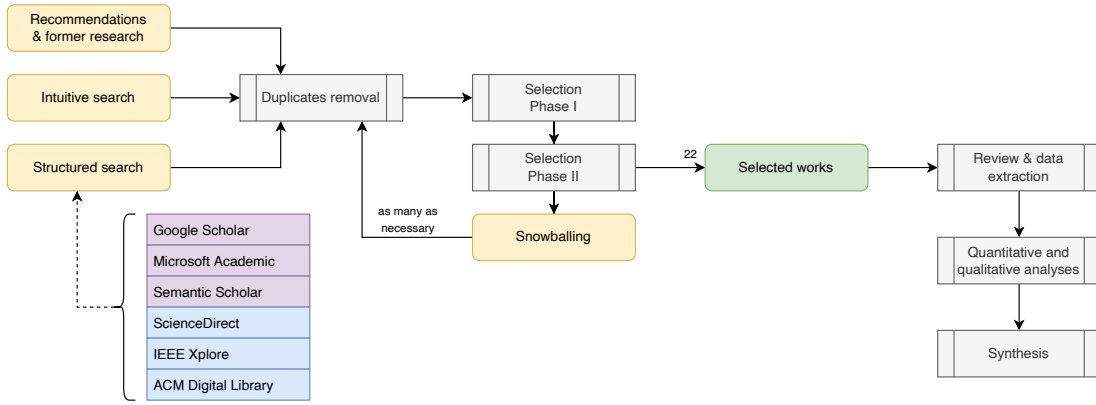 Recommendations
& former research
Intuitive search
Duplicates removal
Selection
Phase I
Structured search
Selection
Phase II
22
Selected works
Review & data
extraction
as many as
necessary
Snowballing
Google Scholar
Microsoft Academic
Semantic Scholar
ScienceDirect
IEEE Xplore
ACM Digital Library
Quantitative and
qualitative analyses
Synthesis